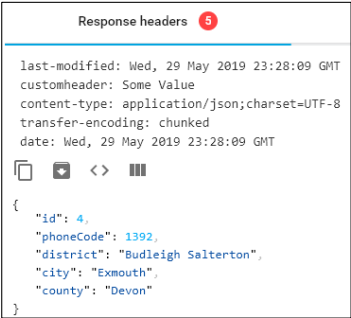 Response headers 5
last-modified: Wed, 29 May 2019 23:28:09 GMT
customheader: Some Value
content-type: application/json;charset=UTF-8
transfer-encoding: chunked
date: Wed, 29 May 2019 23:28:09 GMT
{
"id": 4,
"phoneCode": 1392,
"district": "Budleigh Salterton",
"city": "Exmouth",
"county": "Devon"
}